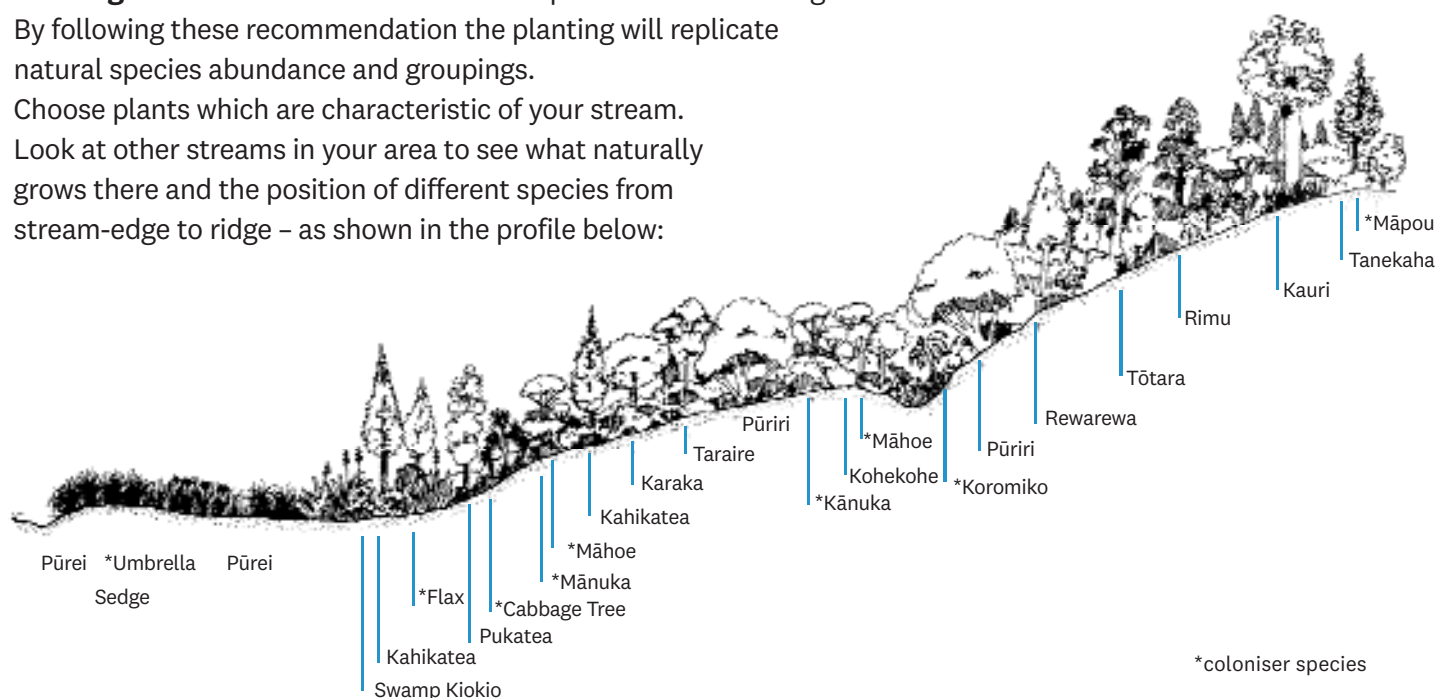 By following these recommendation the planting will replicate
natural species abundance and groupings.
Choose plants which are characteristic of your stream.
Look at other streams in your area to see what naturally
grows there and the position of different species from
stream-edge to ridge – as shown in the profile below:
*Māpou
Tanekaha
Kauri
Rimu
Tōtara
Rewarewa
Pūriri
*Koromiko
*Māhoe
Kohekohe
*Kānuka
Pūriri
Taraire
Karaka
Kahikatea
*Māhoe
*Mānuka
*Cabbage Tree
Pukatea
*Flax
Kahikatea
Swamp Kiokio
Pūrei
*Umbrella
Sedge
Pūrei
*coloniser species